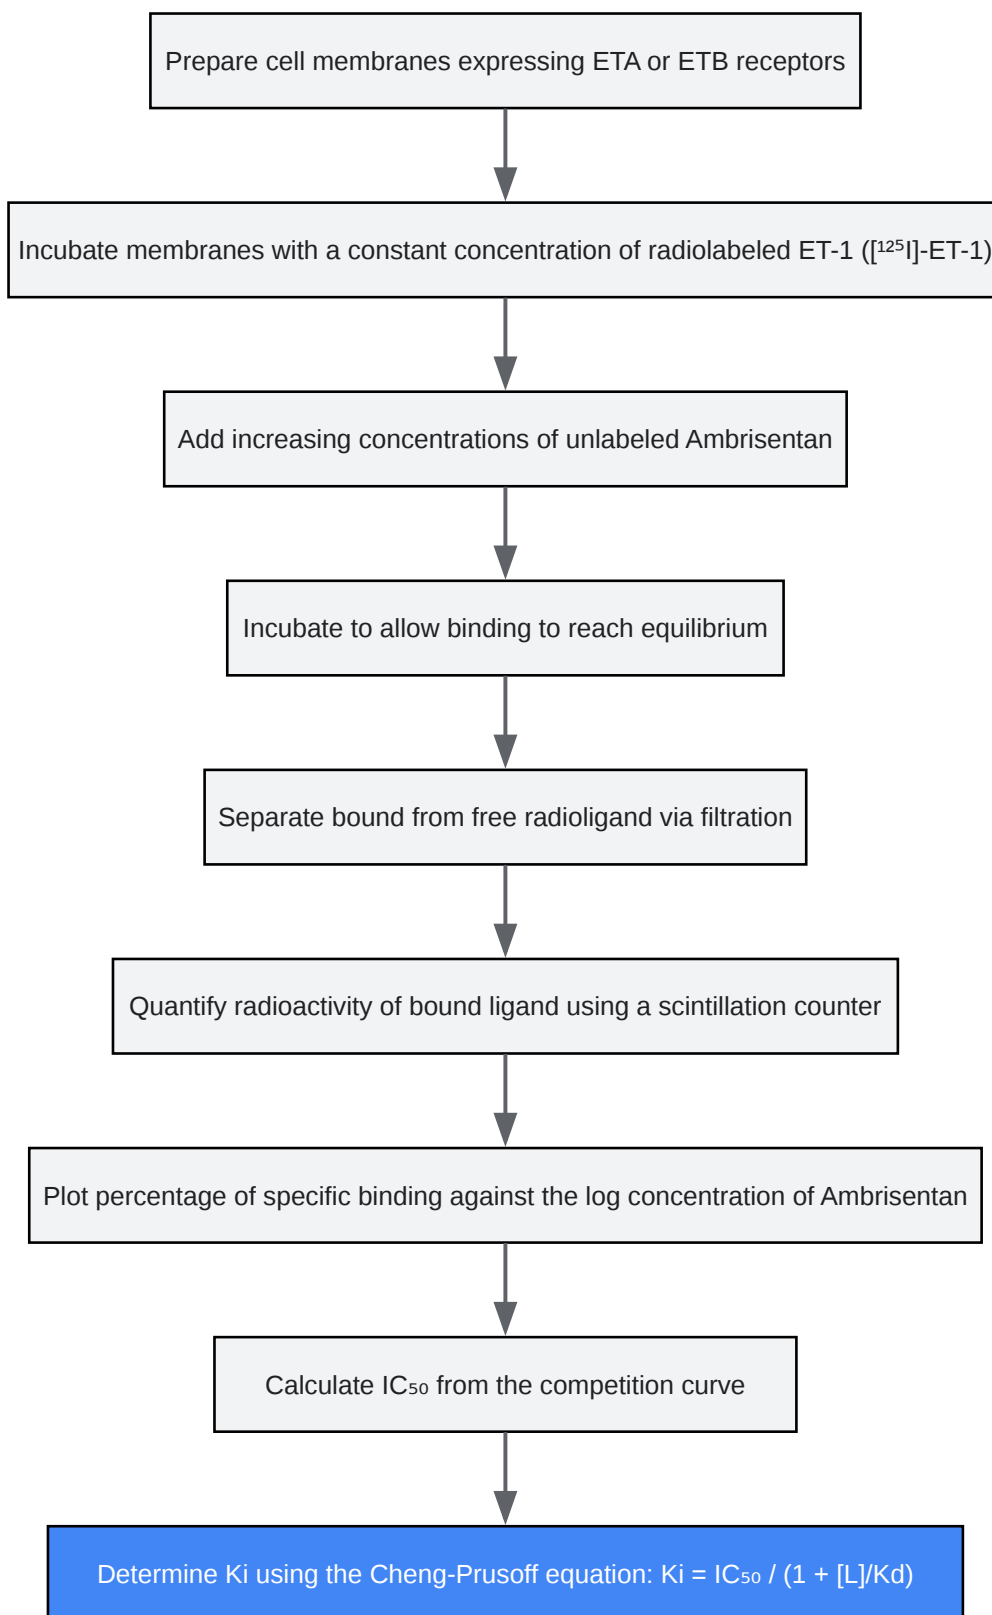 Prepare cell membranes expressing ETA or ETB receptors
Incubate membranes with a constant concentration of radiolabeled ET-1 ([¹²⁵I]-ET-1)
Add increasing concentrations of unlabeled Ambrisentan
Incubate to allow binding to reach equilibrium
Separate bound from free radioligand via filtration
Quantify radioactivity of bound ligand using a scintillation counter
Plot percentage of specific binding against the log concentration of Ambrisentan
Calculate IC₅₀ from the competition curve
Determine Ki using the Cheng-Prusoff equation: Ki = IC₅₀ / (1 + [L]/Kd)